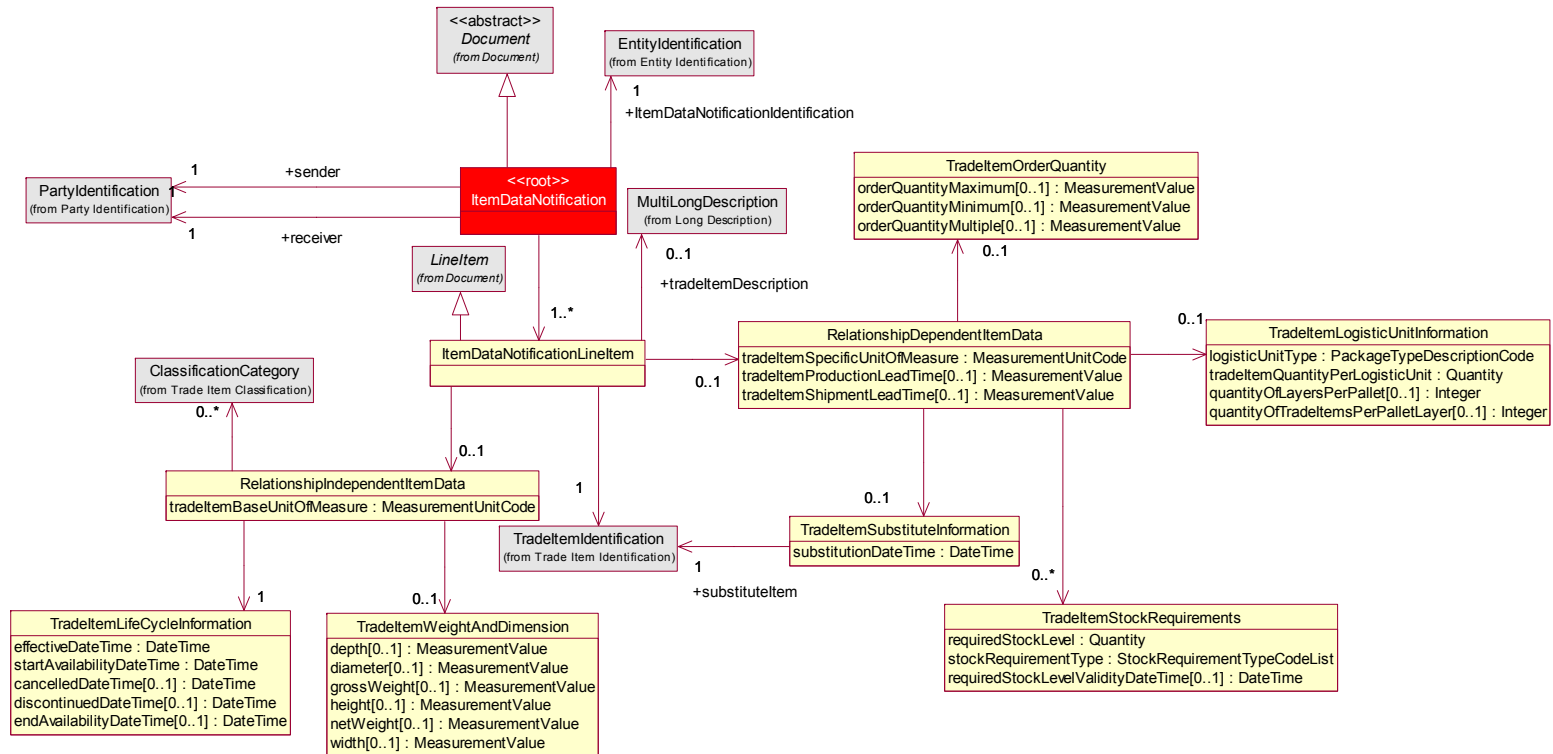 <<abstract>>
Document
(from Document)
EntityIdentification
(from Entity Identification)
1
+ItemDataNotificationIdentification
1
+sender
<<root>>
ItemDataNotification
PartyIdentification
(from Party Identification)
1
1
+receiver
MultiLongDescription
(from Long Description)
0..1
+tradeItemDescription
TradeItemOrderQuantity
orderQuantityMaximum[0..1] : MeasurementValue
orderQuantityMinimum[0..1] : MeasurementValue
orderQuantityMultiple[0..1] : MeasurementValue
0..1
LineItem
(from Document)
1..*
ItemDataNotificationLineItem
0..1
RelationshipDependentItemData
tradeItemSpecificUnitOfMeasure : MeasurementUnitCode
tradeItemProductionLeadTime[0..1] : MeasurementValue
tradeItemShipmentLeadTime[0..1] : MeasurementValue
0..1
TradeItemLogisticUnitInformation
logisticUnitType : PackageTypeDescriptionCode
tradeItemQuantityPerLogisticUnit : Quantity
quantityOfLayersPerPallet[0..1] : Integer
quantityOfTradeItemsPerPalletLayer[0..1] : Integer
ClassificationCategory
(from Trade Item Classification)
0..*
0..1
RelationshipIndependentItemData
tradeItemBaseUnitOfMeasure : MeasurementUnitCode
1
TradeItemIdentification
(from Trade Item Identification)
0..1
TradeItemSubstituteInformation
substitutionDateTime : DateTime
1
+substituteItem
0..*
1
TradeItemLifeCycleInformation
effectiveDateTime : DateTime
startAvailabilityDateTime : DateTime
cancelledDateTime[0..1] : DateTime
discontinuedDateTime[0..1] : DateTime
endAvailabilityDateTime[0..1] : DateTime
0..1
TradeItemWeightAndDimension
depth[0..1] : MeasurementValue
diameter[0..1] : MeasurementValue
grossWeight[0..1] : MeasurementValue
height[0..1] : MeasurementValue
netWeight[0..1] : MeasurementValue
width[0..1] : MeasurementValue
TradeItemStockRequirements
requiredStockLevel : Quantity
stockRequirementType : StockRequirementTypeCodeList
requiredStockLevelValidityDateTime[0..1] : DateTime